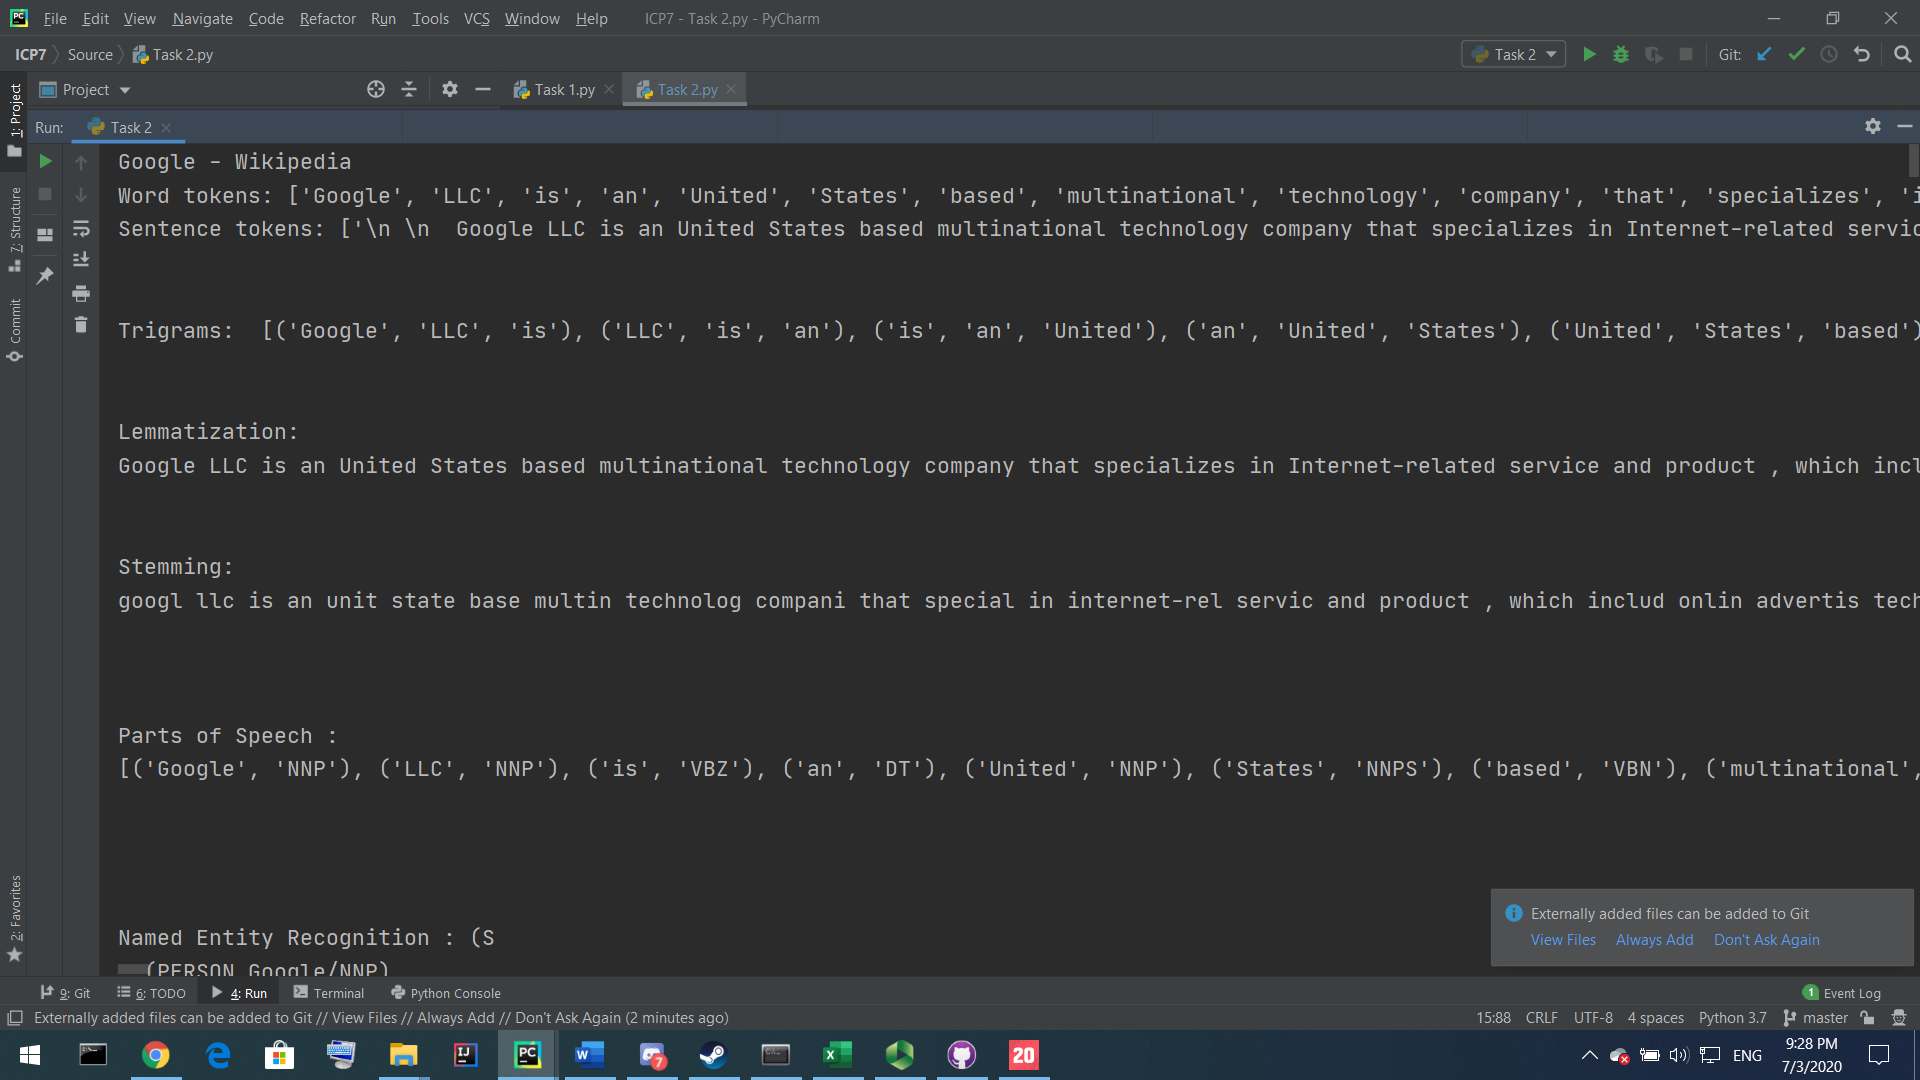 File Edit View Navigate Code Refactor Run Tools VCS Window Help ICP7 - Task 2.py - PyCharm
ICP7 Source Task 2.py Task 2 Git:
Project Task 1.py Task 2.py
Run: Task 2
1: Project
7: Structure
Commit
2: Favorites
Google - Wikipedia
Word tokens: ['Google', 'LLC', 'is', 'an', 'United', 'States', 'based', 'multinational', 'technology', 'company', 'that', 'specializes', 'i
Sentence tokens: ['\n \n  Google LLC is an United States based multinational technology company that specializes in Internet-related servic
Trigrams:  [('Google', 'LLC', 'is'), ('LLC', 'is', 'an'), ('is', 'an', 'United'), ('an', 'United', 'States'), ('United', 'States', 'based')
Lemmatization:
Google LLC is an United States based multinational technology company that specializes in Internet-related service and product , which incl
Stemming:
googl llc is an unit state base multin technolog compani that special in internet-rel servic and product , which includ onlin advertis tech
Parts of Speech :
[('Google', 'NNP'), ('LLC', 'NNP'), ('is', 'VBZ'), ('an', 'DT'), ('United', 'NNP'), ('States', 'NNPS'), ('based', 'VBN'), ('multinational',
Named Entity Recognition : (S
(PERSON Google/NNP)
Externally added files can be added to Git
View Files Always Add Don't Ask Again
9: Git 6: TODO 4: Run Terminal Python Console 1 Event Log
Externally added files can be added to Git // View Files // Always Add // Don't Ask Again (2 minutes ago) 15:88 CRLF UTF-8 4 spaces Python 3.7 master
PC W 7 X 20 ENG 9:28 PM
7/3/2020